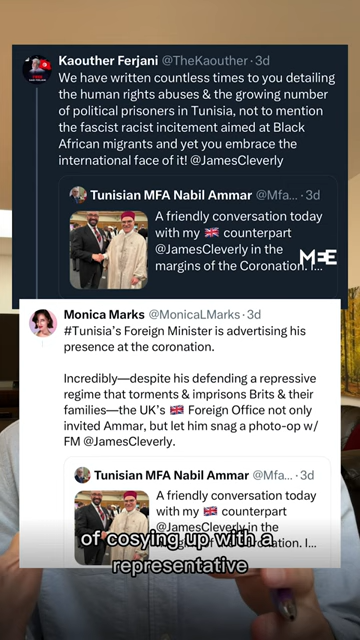 Kaouther Ferjani @TheKaouther · 3d
We have written countless times to you detailing
the human rights abuses & the growing number
of political prisoners in Tunisia, not to mention
the fascist racist incitement aimed at Black
African migrants and yet you embrace the
international face of it! @JamesCleverly
Tunisian MFA Nabil Ammar @Mfa... · 3d
A friendly conversation today
with my 🇬🇧 counterpart
@JamesCleverly in the
margins of the Coronation. I...
MEE
Monica Marks @MonicaLMarks · 3d
#Tunisia’s Foreign Minister is advertising his
presence at the coronation.
Incredibly—despite his defending a repressive
regime that torments & imprisons Brits & their
families—the UK’s 🇬🇧 Foreign Office not only
invited Ammar, but let him snag a photo-op w/
FM @JamesCleverly.
Tunisian MFA Nabil Ammar @Mfa... · 3d
A friendly conversation today
with my 🇬🇧 counterpart
@JamesCleverly in the
margins of the Coronation. I...
of cosying up with a
representative